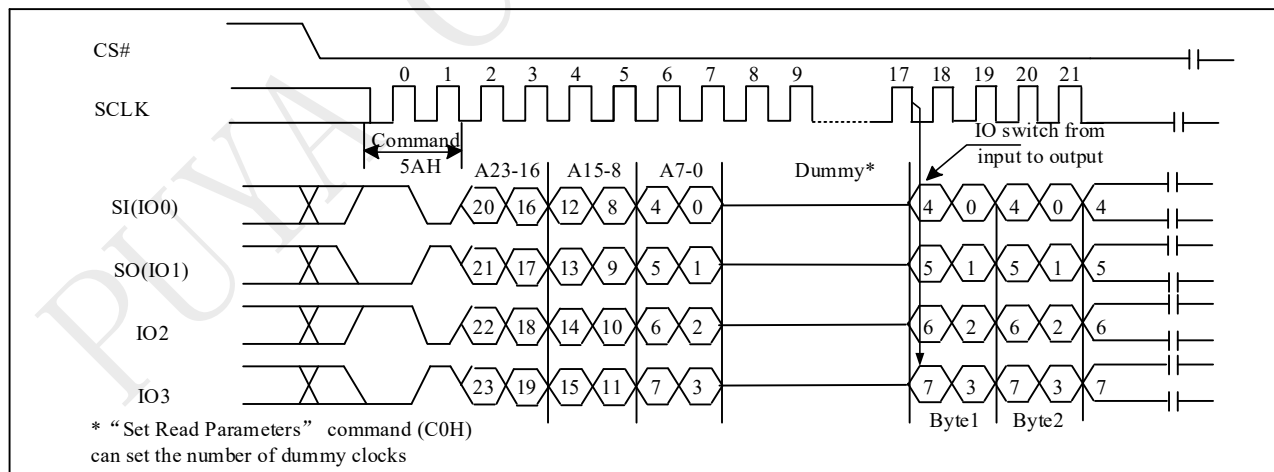 PUYA
CS#
0 1 2 3 4 5 6 7 8 9 17 18 19 20 21
SCLK
Command
5AH
IO switch from
input to output
A23-16 A15-8 A7-0 Dummy*
SI(IO0) 20 16 12 8 4 0 4 0 4 0 4
SO(IO1) 21 17 13 9 5 1 5 1 5 1 5
IO2 22 18 14 10 6 2 6 2 6 2 6
IO3 23 19 15 11 7 3 7 3 7 3 7
Byte1 Byte2
* “Set Read Parameters” command (C0H)
can set the number of dummy clocks